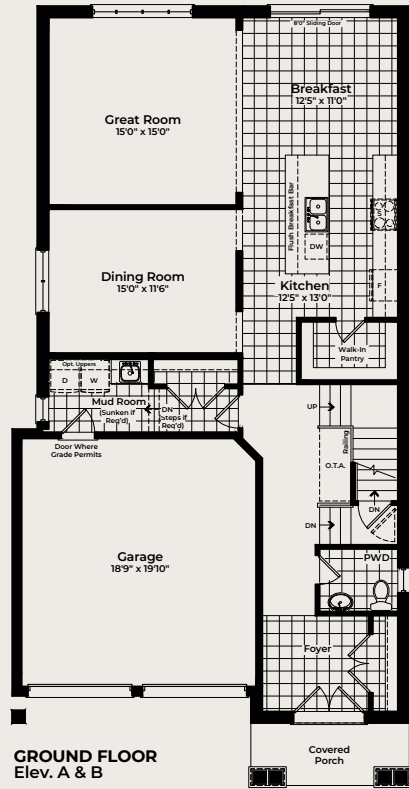 8'0" Sliding Door
Breakfast
12'5" x 11'0"
Great Room
15'0" x 15'0"
Flush Breakfast Bar
DW
S
F
Kitchen
12'5" x 13'0"
Dining Room
15'0" x 11'6"
Walk-In
Pantry
Opt. Uppers
D
W
Mud Room
(Sunken if
Req'd)
DN
(Steps if
Req'd)
Door Where
Grade Permits
UP
Railing
O.T.A.
DN
DN
PWD
Garage
18'9" x 19'10"
Foyer
Covered
Porch
GROUND FLOOR
Elev. A & B